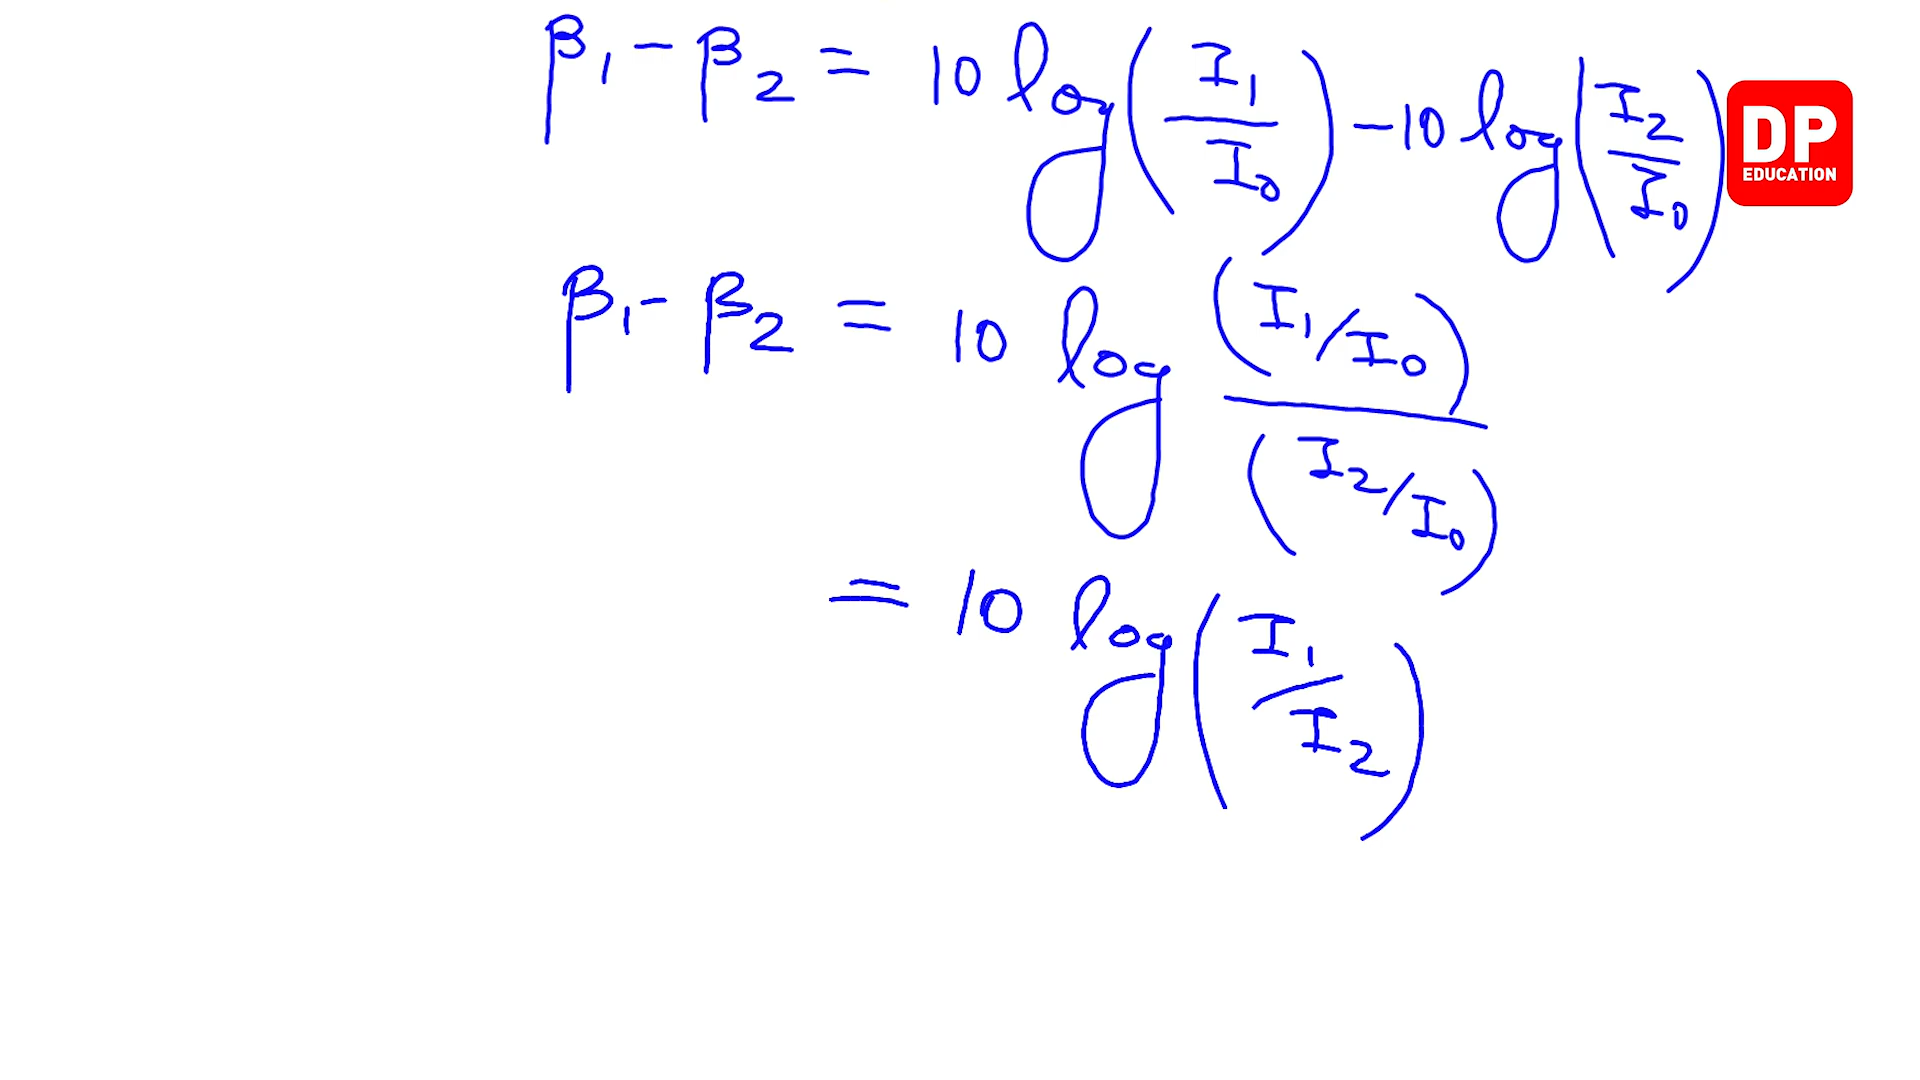 β₁ - β₂ = 10 log (I₁/I₀) - 10 log (I₂/I₀)
DP
EDUCATION
β₁ - β₂ = 10 log (I₁/I₀)/(I₂/I₀)
= 10 log (I₁/I₂)